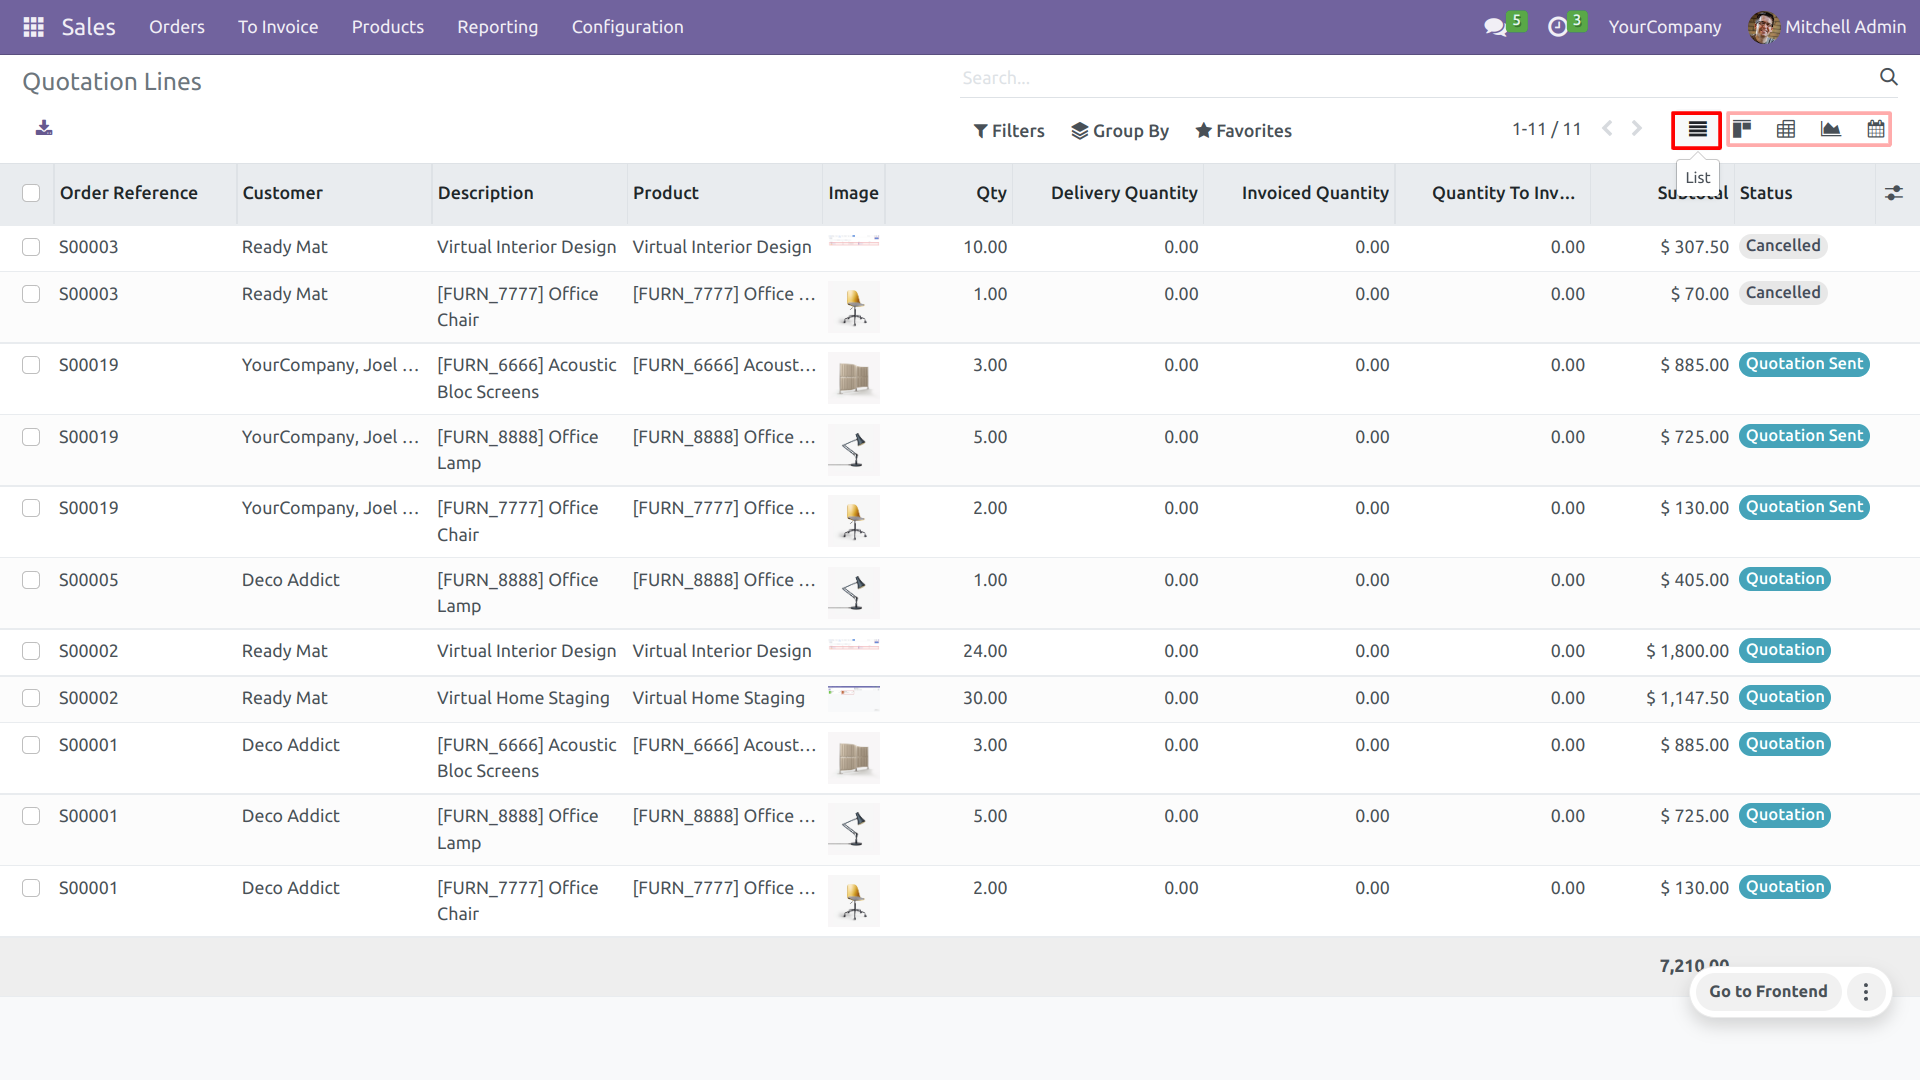 Sales Orders To Invoice Products Reporting Configuration 5 3 YourCompany Mitchell Admin
Quotation Lines
Search...
Filters Group By Favorites 1-11 / 11
List
Order Reference Customer Description Product Image Qty Delivery Quantity Invoiced Quantity Quantity To Inv... Subtotal Status
S00003 Ready Mat Virtual Interior Design Virtual Interior Design 10.00 0.00 0.00 0.00 $ 307.50 Cancelled
S00003 Ready Mat [FURN_7777] Office [FURN_7777] Office ... 1.00 0.00 0.00 0.00 $ 70.00 Cancelled
Chair
S00019 YourCompany, Joel ... [FURN_6666] Acoustic [FURN_6666] Acoust... 3.00 0.00 0.00 0.00 $ 885.00 Quotation Sent
Bloc Screens
S00019 YourCompany, Joel ... [FURN_8888] Office [FURN_8888] Office ... 5.00 0.00 0.00 0.00 $ 725.00 Quotation Sent
Lamp
S00019 YourCompany, Joel ... [FURN_7777] Office [FURN_7777] Office ... 2.00 0.00 0.00 0.00 $ 130.00 Quotation Sent
Chair
S00005 Deco Addict [FURN_8888] Office [FURN_8888] Office ... 1.00 0.00 0.00 0.00 $ 405.00 Quotation
Lamp
S00002 Ready Mat Virtual Interior Design Virtual Interior Design 24.00 0.00 0.00 0.00 $ 1,800.00 Quotation
S00002 Ready Mat Virtual Home Staging Virtual Home Staging 30.00 0.00 0.00 0.00 $ 1,147.50 Quotation
S00001 Deco Addict [FURN_6666] Acoustic [FURN_6666] Acoust... 3.00 0.00 0.00 0.00 $ 885.00 Quotation
Bloc Screens
S00001 Deco Addict [FURN_8888] Office [FURN_8888] Office ... 5.00 0.00 0.00 0.00 $ 725.00 Quotation
Lamp
S00001 Deco Addict [FURN_7777] Office [FURN_7777] Office ... 2.00 0.00 0.00 0.00 $ 130.00 Quotation
Chair
7,210.00
Go to Frontend